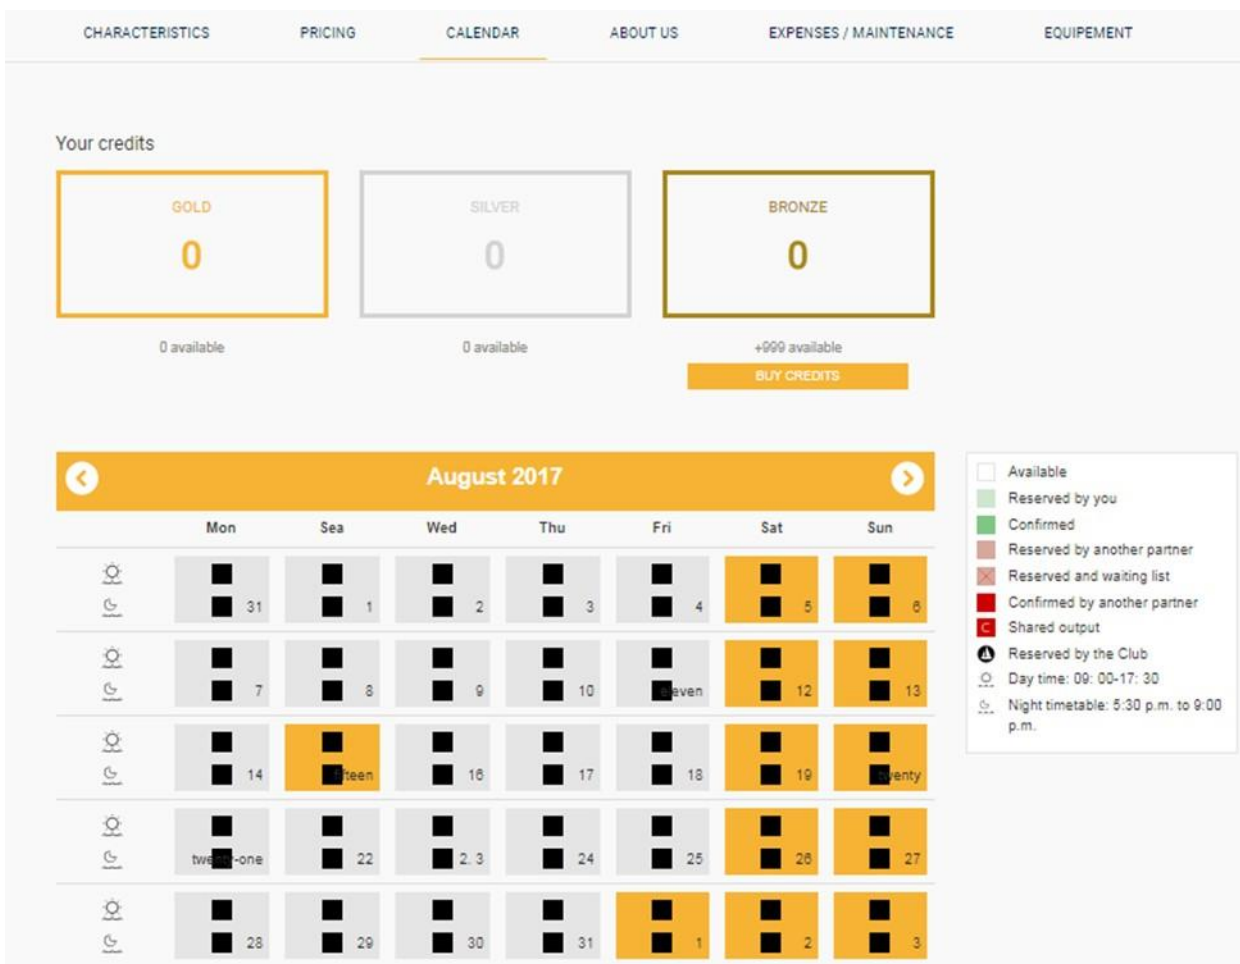 CHARACTERISTICS PRICING CALENDAR ABOUT US EXPENSES / MAINTENANCE EQUIPEMENT
Your credits
GOLD SILVER BRONZE
0 0 0
0 available 0 available +999 available
BUY CREDITS
August 2017
Mon Sea Wed Thu Fri Sat Sun
31 1 2 3 4 5 6
7 8 9 10 eleven 12 13
14 fifteen 16 17 18 19 twenty
twenty-one 22 2. 3 24 25 26 27
28 29 30 31 1 2 3
Available
Reserved by you
Confirmed
Reserved by another partner
Reserved and waiting list
Confirmed by another partner
C Shared output
Reserved by the Club
Day time: 09: 00-17: 30
Night timetable: 5:30 p.m. to 9:00
p.m.